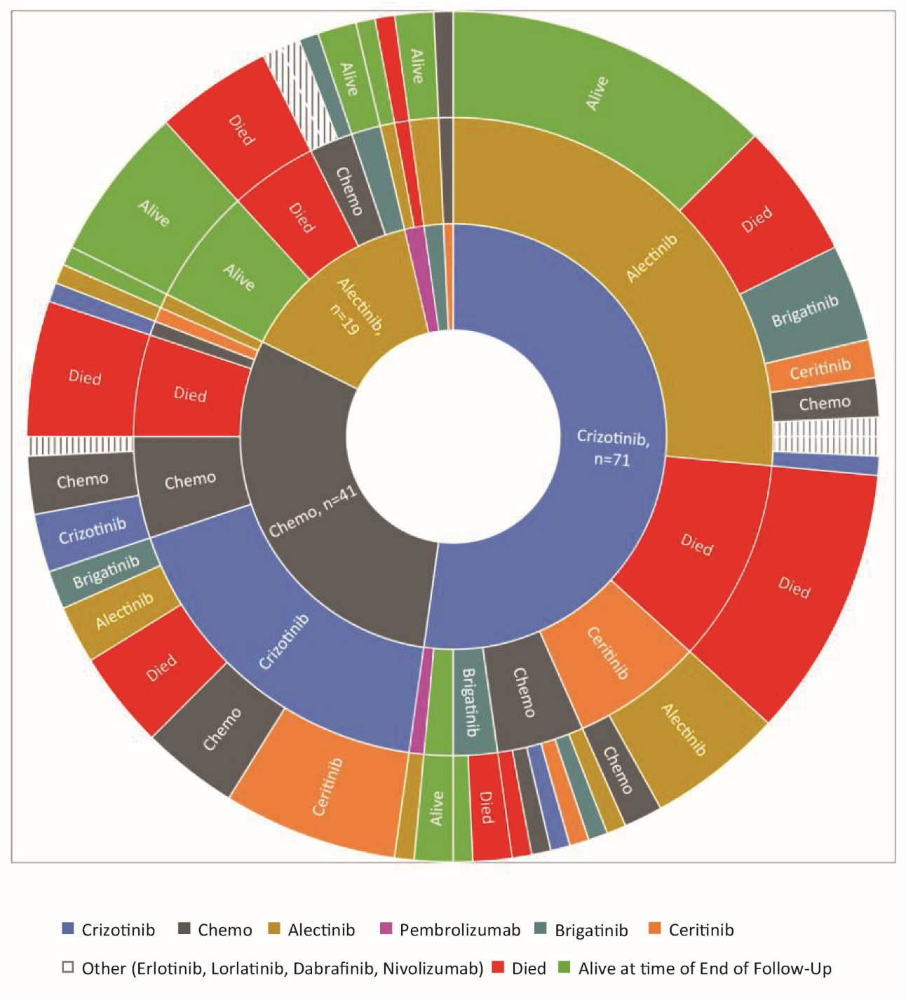 Alive
Died
Brigatinib
Ceritinib
Chemo
Died
Alectinib
Chemo
Died
Alive
Ceritinib
Chemo
Died
Alectinib
Brigatinib
Crizotinib
Chemo
Died
Alive
Died
Alive
Alive
Alectinib
Died
Ceritinib
Chemo
Brigatinib
Crizotinib
Chemo
Died
Alive
Died
Chemo
Crizotinib,
n=71
Chemo, n=41
Alectinib,
n=19
Crizotinib
Chemo
Alectinib
Pembrolizumab
Brigatinib
Ceritinib
Other (Erlotinib, Lorlatinib, Dabrafinib, Nivolizumab)
Died
Alive at time of End of Follow-Up